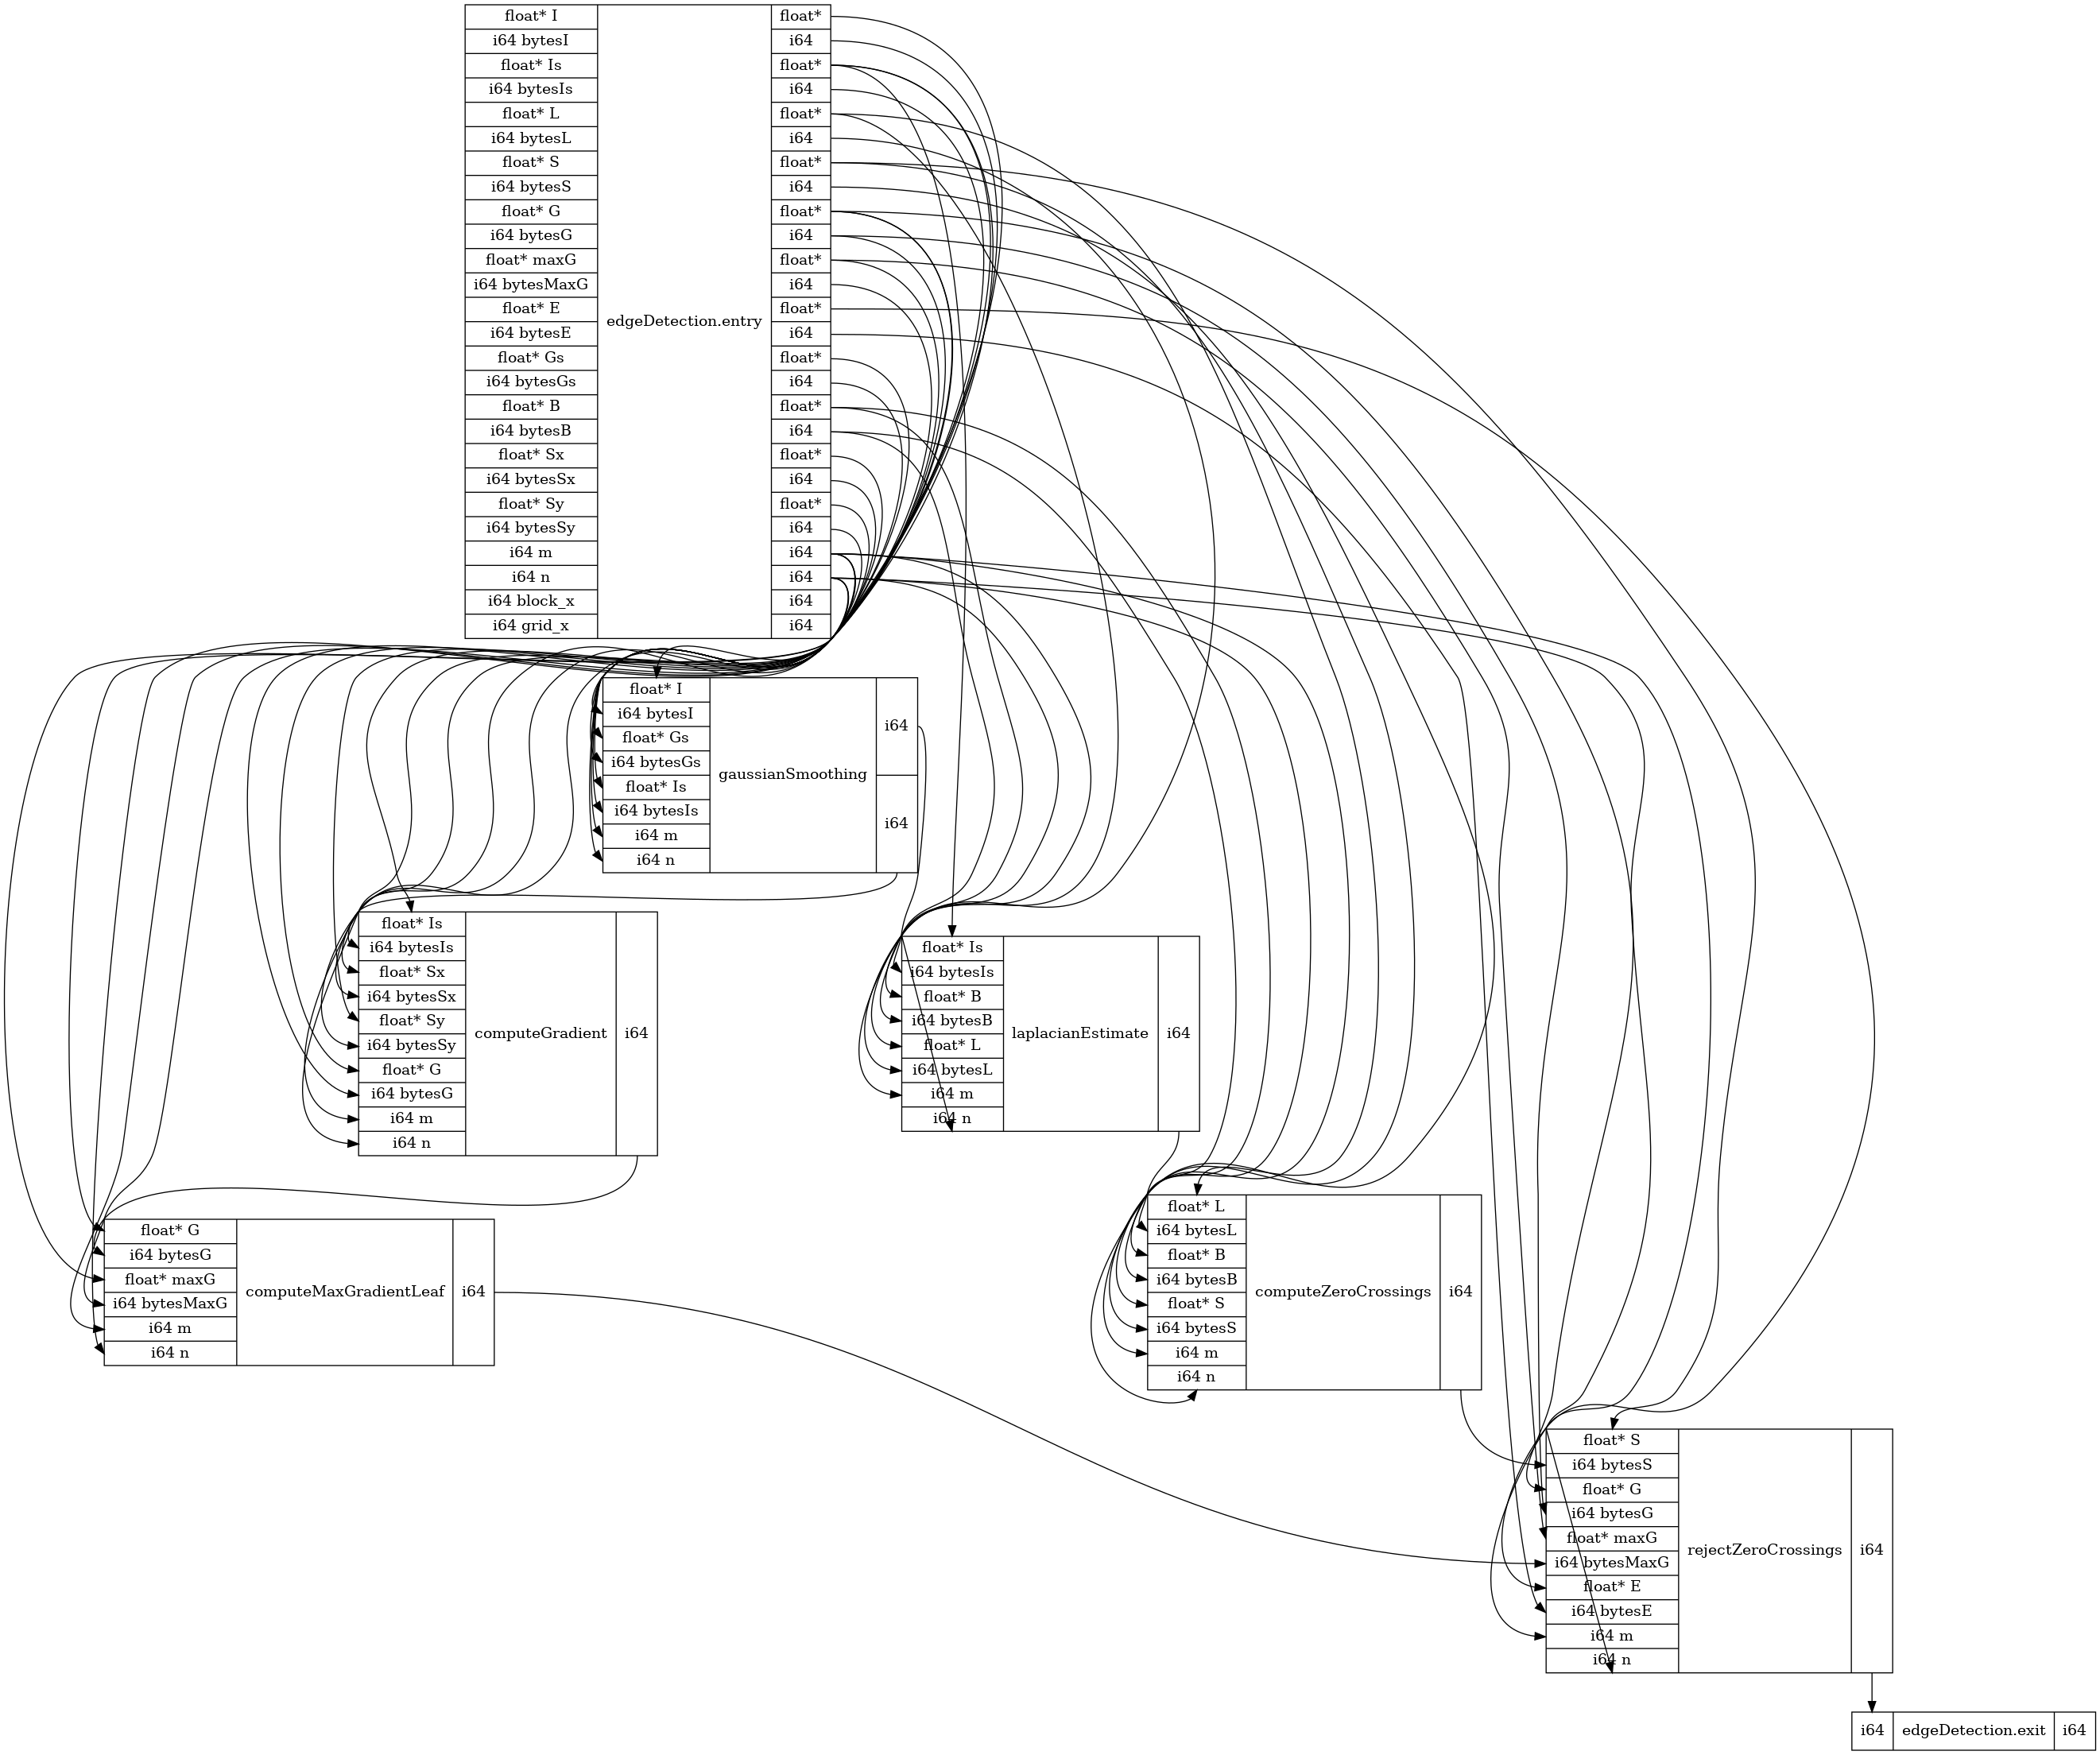 float* I
i64 bytesI
float* Is
i64 bytesIs
float* L
i64 bytesL
float* S
i64 bytesS
float* G
i64 bytesG
float* maxG
i64 bytesMaxG
float* E
i64 bytesE
float* Gs
i64 bytesGs
float* B
i64 bytesB
float* Sx
i64 bytesSx
float* Sy
i64 bytesSy
i64 m
i64 n
i64 block_x
i64 grid_x
edgeDetection.entry
float*
i64
float*
i64
float*
i64
float*
i64
float*
i64
float*
i64
float*
i64
float*
i64
float*
i64
float*
i64
float*
i64
i64
i64
i64
i64
float* I
i64 bytesI
float* Gs
i64 bytesGs
float* Is
i64 bytesIs
i64 m
i64 n
gaussianSmoothing
i64
i64
float* Is
i64 bytesIs
float* Sx
i64 bytesSx
float* Sy
i64 bytesSy
float* G
i64 bytesG
i64 m
i64 n
computeGradient
i64
float* Is
i64 bytesIs
float* B
i64 bytesB
float* L
i64 bytesL
i64 m
i64 n
laplacianEstimate
i64
float* G
i64 bytesG
float* maxG
i64 bytesMaxG
i64 m
i64 n
computeMaxGradientLeaf
i64
float* L
i64 bytesL
float* B
i64 bytesB
float* S
i64 bytesS
i64 m
i64 n
computeZeroCrossings
i64
float* S
i64 bytesS
float* G
i64 bytesG
float* maxG
i64 bytesMaxG
float* E
i64 bytesE
i64 m
i64 n
rejectZeroCrossings
i64
i64
edgeDetection.exit
i64